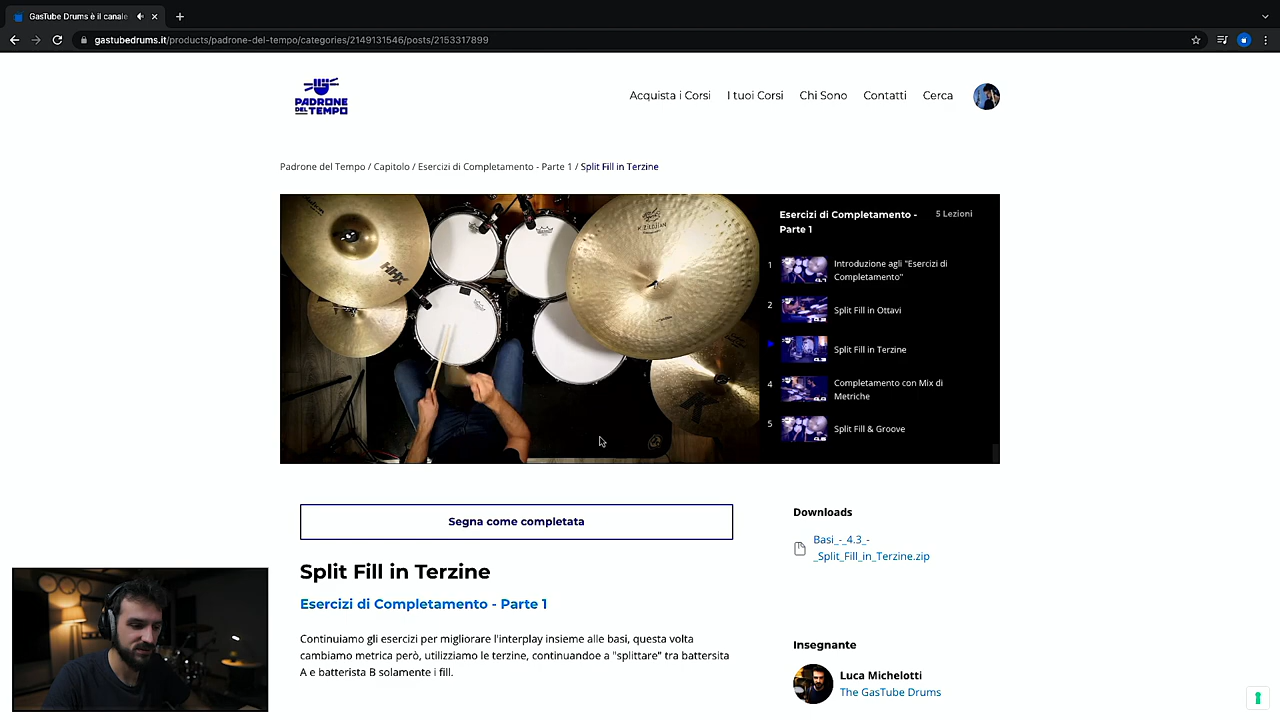 GasTube Drums è il canale
gastubedrums.it/products/padrone-del-tempo/categories/2149131546/posts/2153317899
PADRONE
DEL TEMPO
Acquista i Corsi
I tuoi Corsi
Chi Sono
Contatti
Cerca
Padrone del Tempo / Capitolo / Esercizi di Completamento - Parte 1 / Split Fill in Terzine
HHX
K ZILDJIAN
K
Esercizi di Completamento -
Parte 1
5 Lezioni
1
Introduzione agli "Esercizi di
Completamento"
2
Split Fill in Ottavi
Split Fill in Terzine
4
Completamento con Mix di
Metriche
5
Split Fill & Groove
Segna come completata
Split Fill in Terzine
Esercizi di Completamento - Parte 1
Continuiamo gli esercizi per migliorare l'interplay insieme alle basi, questa volta
cambiamo metrica però, utilizziamo le terzine, continuandoe a "splittare" tra battersita
A e batterista B solamente i fill.
Downloads
Basi_-_4.3_-
_Split_Fill_in_Terzine.zip
Insegnante
Luca Michelotti
The GasTube Drums